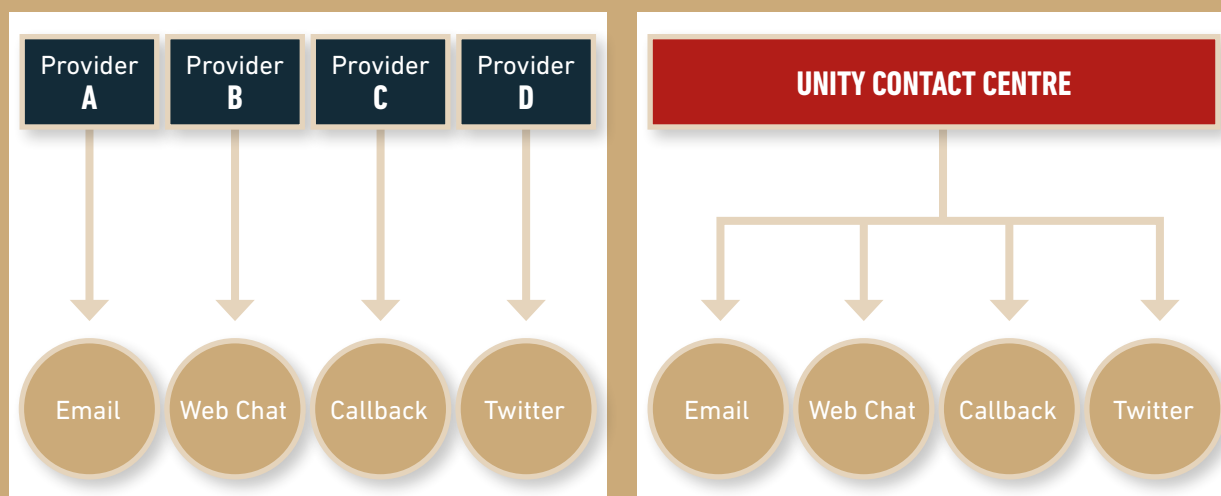 Provider
A
Provider
B
Provider
C
Provider
D
Email
Web Chat
Callback
Twitter
UNITY CONTACT CENTRE
Email
Web Chat
Callback
Twitter